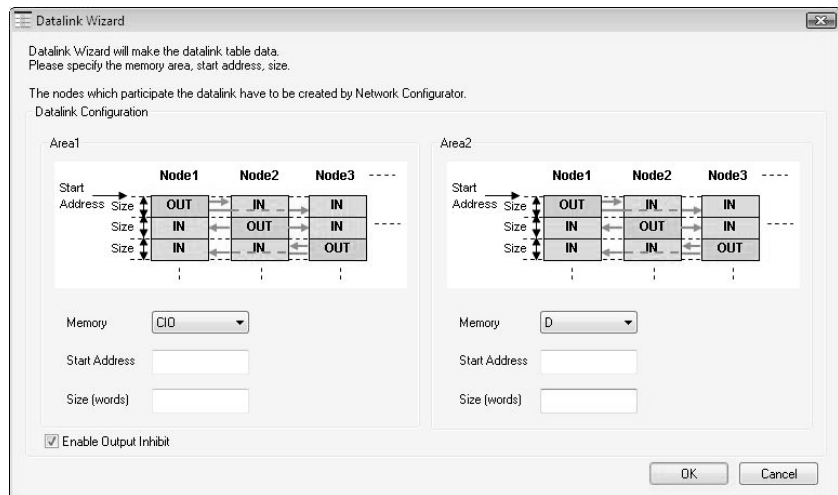 Datalink Wizard
Datalink Wizard will make the datalink table data.
Please specify the memory area, start address, size.
The nodes which participate the datalink have to be created by Network Configurator.
Datalink Configuration
Area1
Node1 Node2 Node3
Start
Address Size OUT IN IN
Size IN OUT IN
Size IN IN OUT
Memory CIO
Start Address
Size (words)
Area2
Node1 Node2 Node3
Start
Address Size OUT IN IN
Size IN OUT IN
Size IN IN OUT
Memory D
Start Address
Size (words)
Enable Output Inhibit
OK Cancel